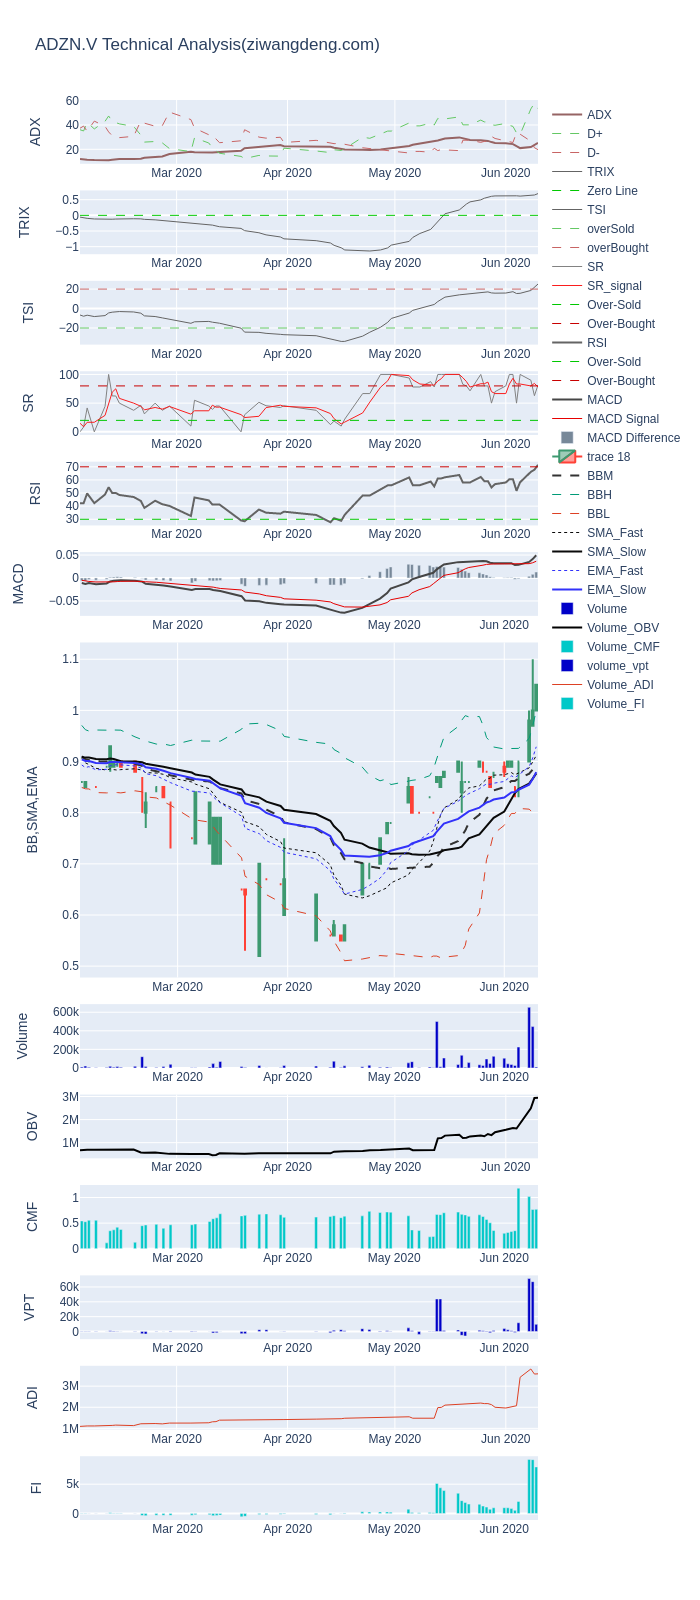 ADZN.V Technical Analysis(ziwangdeng.com)
ADX
60
40
20
Mar 2020 Apr 2020 May 2020 Jun 2020
TRIX
0.5
0
−0.5
−1
Mar 2020 Apr 2020 May 2020 Jun 2020
TSI
20
0
−20
Mar 2020 Apr 2020 May 2020 Jun 2020
SR
100
50
0
Mar 2020 Apr 2020 May 2020 Jun 2020
RSI
70
60
50
40
30
Mar 2020 Apr 2020 May 2020 Jun 2020
MACD
0.05
0
−0.05
Mar 2020 Apr 2020 May 2020 Jun 2020
BB,SMA,EMA
1.1
1
0.9
0.8
0.7
0.6
0.5
Mar 2020 Apr 2020 May 2020 Jun 2020
Volume
600k
400k
200k
0
Mar 2020 Apr 2020 May 2020 Jun 2020
OBV
3M
2M
1M
Mar 2020 Apr 2020 May 2020 Jun 2020
CMF
1
0.5
0
Mar 2020 Apr 2020 May 2020 Jun 2020
VPT
60k
40k
20k
0
Mar 2020 Apr 2020 May 2020 Jun 2020
ADI
3M
2M
1M
Mar 2020 Apr 2020 May 2020 Jun 2020
FI
5k
0
Mar 2020 Apr 2020 May 2020 Jun 2020
ADX
D+
D-
TRIX
Zero Line
TSI
overSold
overBought
SR
SR_signal
Over-Sold
Over-Bought
RSI
Over-Sold
Over-Bought
MACD
MACD Signal
MACD Difference
trace 18
BBM
BBH
BBL
SMA_Fast
SMA_Slow
EMA_Fast
EMA_Slow
Volume
Volume_OBV
Volume_CMF
volume_vpt
Volume_ADI
Volume_FI